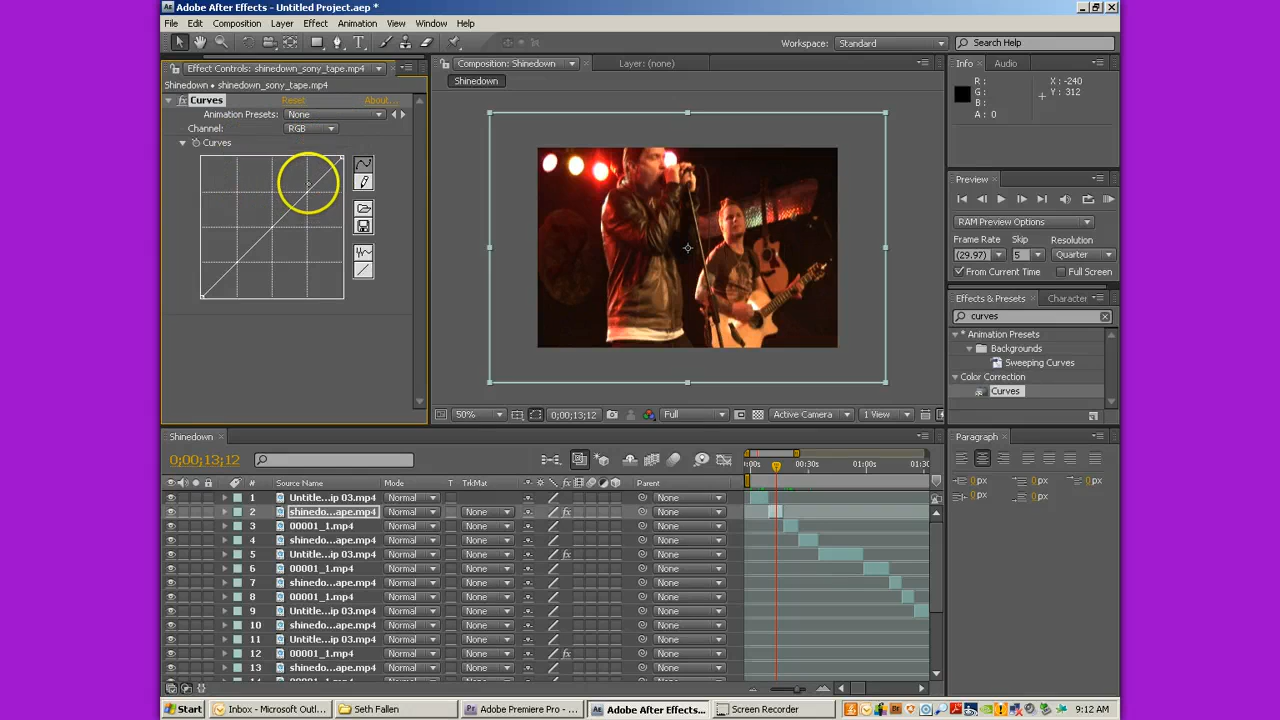 Adobe After Effects - Untitled Project.aep *
File Edit Composition Layer Effect Animation View Window Help
Workspace: Standard Search Help
Effect Controls: shinedown_sony_tape.mp4
Shinedown • shinedown_sony_tape.mp4
Curves Reset About...
Animation Presets: None
Channel: RGB
Curves
Composition: Shinedown Layer: (none)
Shinedown
50% 0;00;13;12 Full Active Camera 1 View
Info Audio
R: X: -240
G: Y: 312
B:
A: 0
Preview
RAM Preview Options
Frame Rate Skip Resolution
(29.97) 5 Quarter
From Current Time Full Screen
Effects & Presets Character
curves
* Animation Presets
Backgrounds
Sweeping Curves
Color Correction
Curves
Shinedown
0;00;13;12
:00s 00:30s 01:00s 01:30
# Source Name Mode T TrkMat Parent
1 Untitle...ip 03.mp4 Normal None
2 shinedo...ape.mp4 Normal None fx None
3 00001_1.mp4 Normal None None
4 shinedo...ape.mp4 Normal None None
5 Untitle...ip 03.mp4 Normal None fx None
6 00001_1.mp4 Normal None None
7 shinedo...ape.mp4 Normal None None
8 00001_1.mp4 Normal None None
9 Untitle...ip 03.mp4 Normal None None
10 shinedo...ape.mp4 Normal None None
11 Untitle...ip 03.mp4 Normal None None
12 00001_1.mp4 Normal None fx None
13 shinedo...ape.mp4 Normal None None
Paragraph
0 px 0 px 0 px
0 px 0 px
Start Inbox - Microsoft Outl... Seth Fallen Adobe Premiere Pro - ... Adobe After Effects... Screen Recorder 9:12 AM